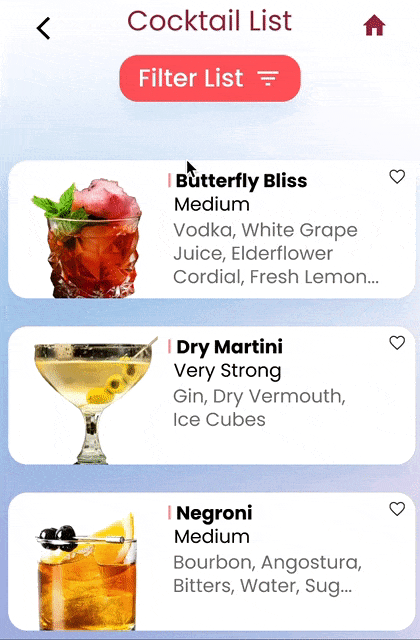 Cocktail List
Filter List
Butterfly Bliss
Medium
Vodka, White Grape
Juice, Elderflower
Cordial, Fresh Lemon...
Dry Martini
Very Strong
Gin, Dry Vermouth,
Ice Cubes
Negroni
Medium
Bourbon, Angostura,
Bitters, Water, Sug...